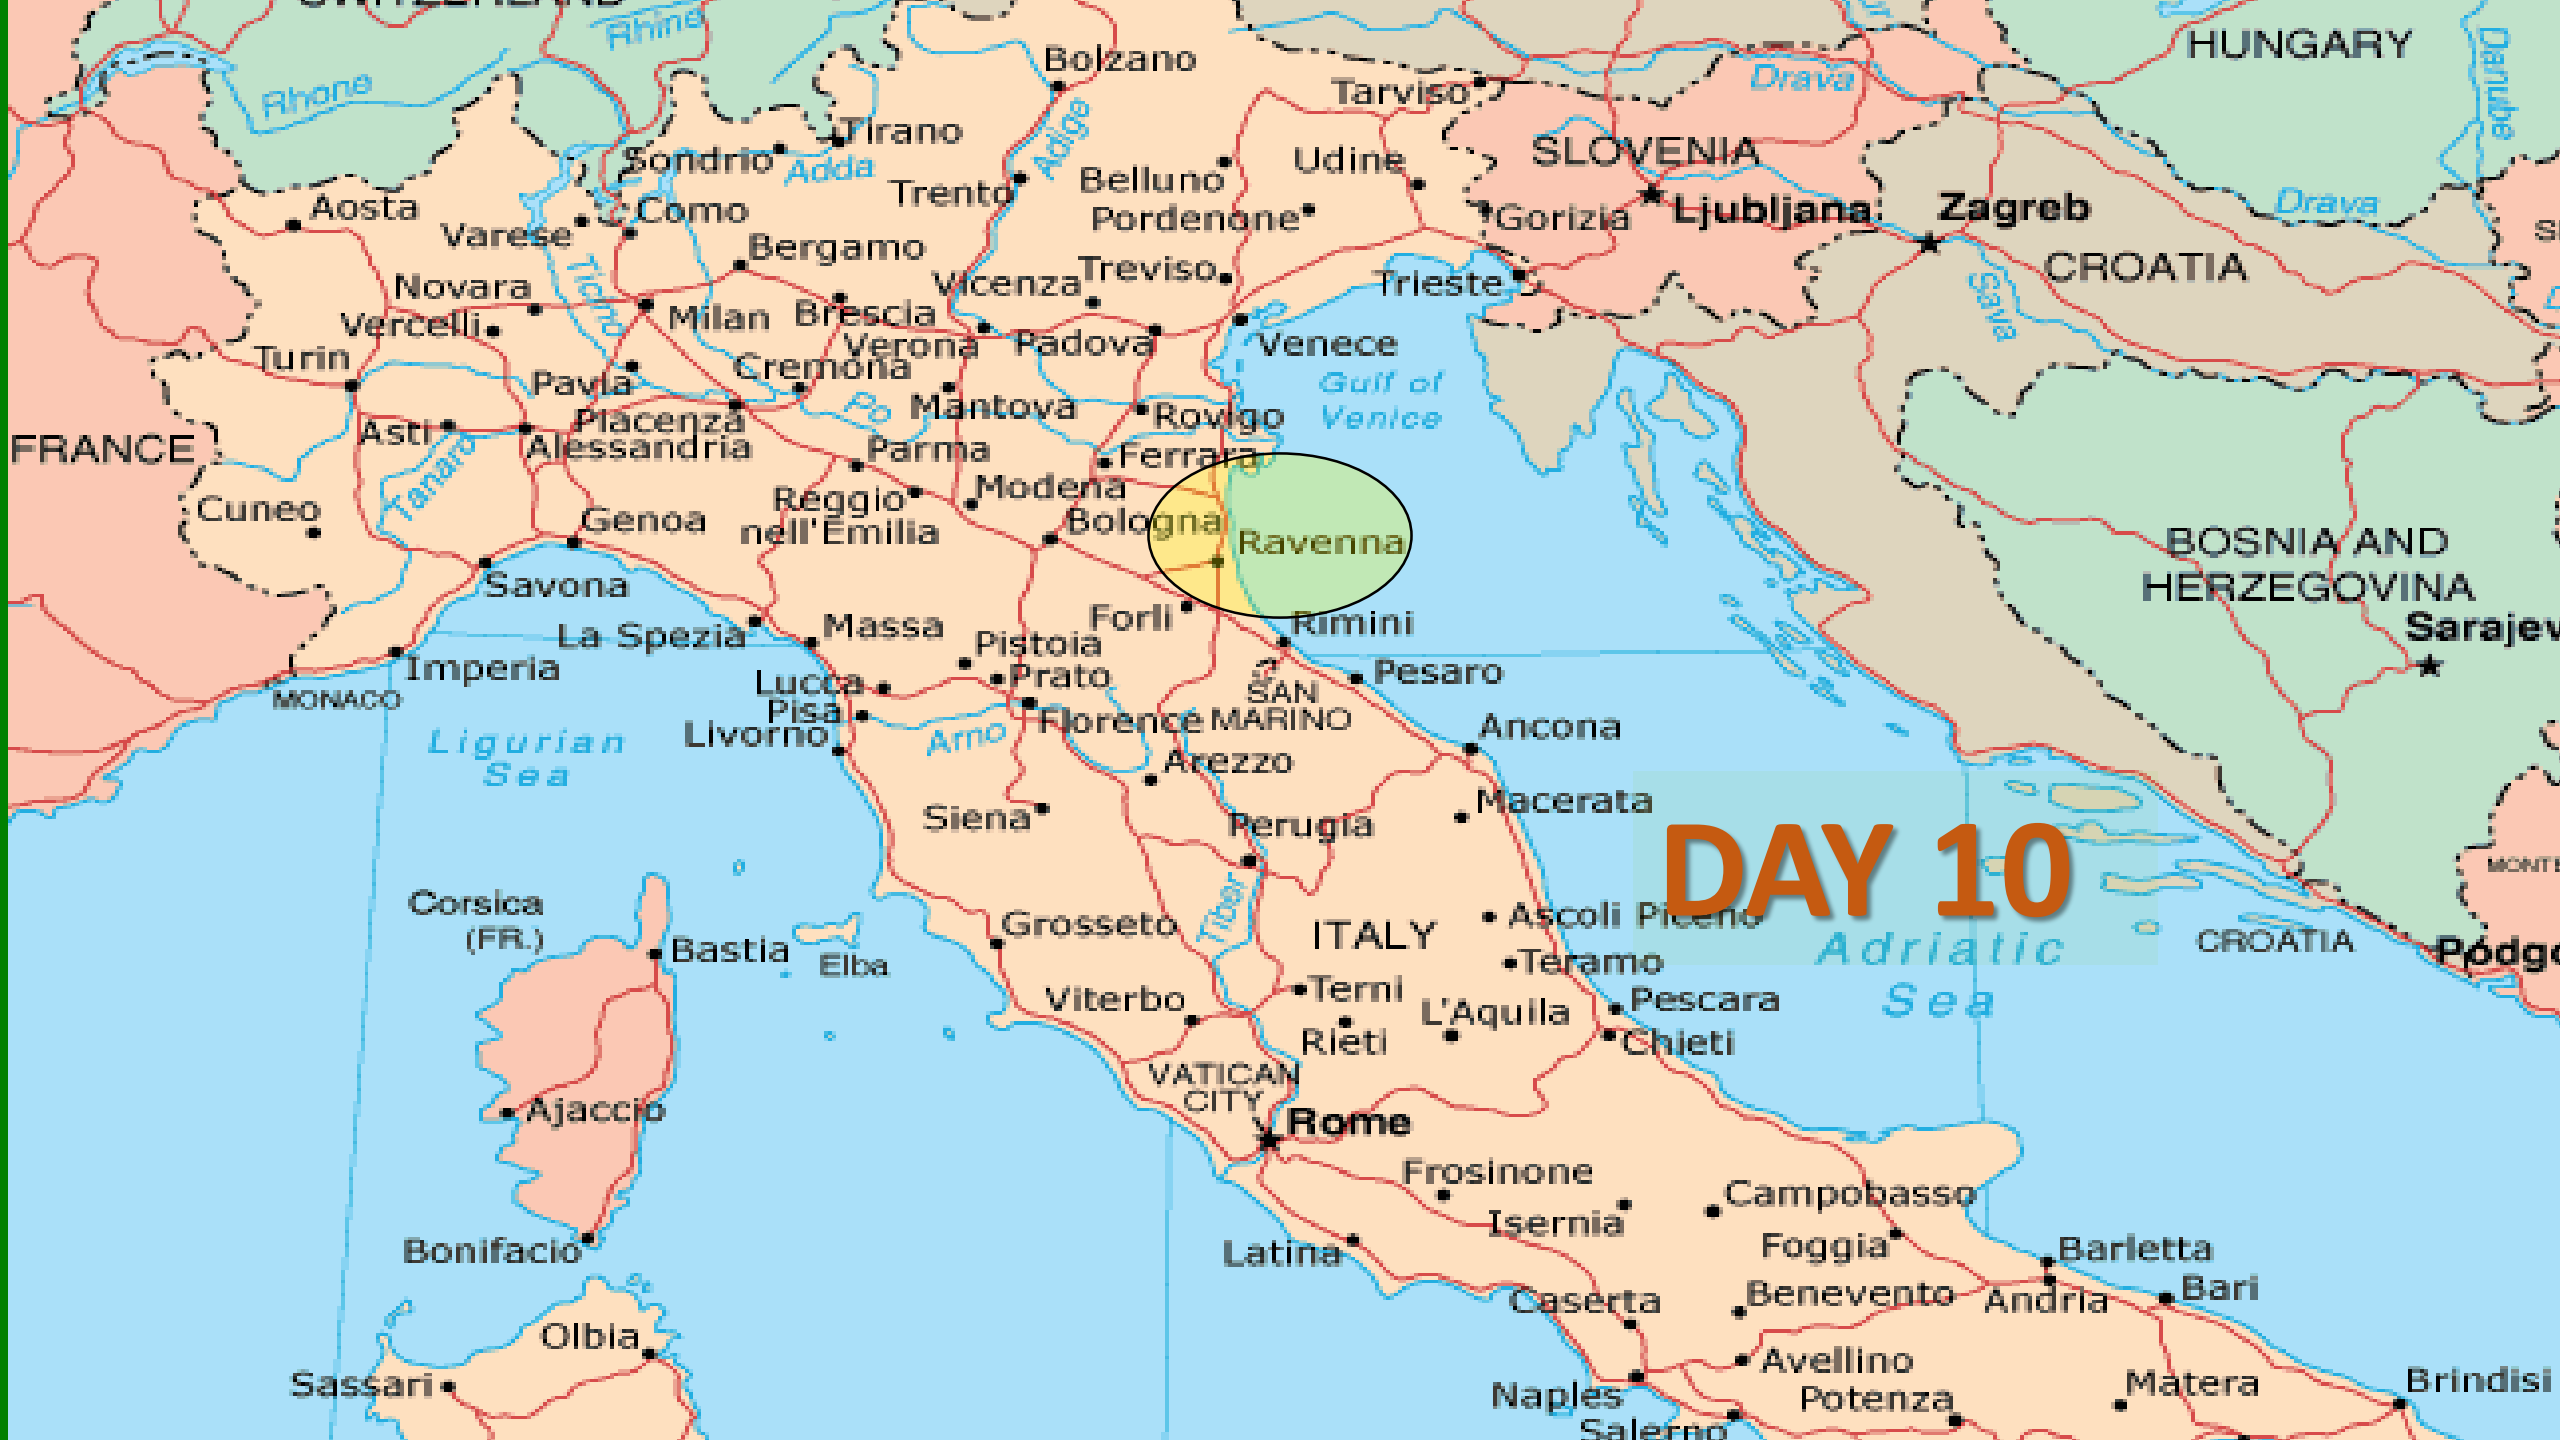 SWITZERLAND
Rhine
HUNGARY
Danube
Bolzano
Rhone
Tarviso
Drava
Adige
Tirano
Sondrio
Adda
Udine
SLOVENIA
Trento
Belluno
Aosta
Como
Pordenone
Gorizia
Ljubljana
Zagreb
Drava
Varese
Bergamo
CROATIA
Ticino
Novara
Vicenza
Treviso
Trieste
Sava
Vercelli
Milan
Brescia
Verona
Padova
Venece
Turin
Cremona
Pavia
Gulf of
Venice
Po
Mantova
Rovigo
Piacenza
Asti
Alessandria
FRANCE
Parma
Ferrara
Tanaro
Modena
Reggio
nell'Emilia
Cuneo
Genoa
Bologna
Ravenna
BOSNIA AND
HERZEGOVINA
Savona
Forli
Rimini
Massa
La Spezia
Pistoia
Imperia
Prato
Pesaro
MONACO
Lucca
Pisa
SAN
MARINO
Florence
Livorno
Arno
Ancona
Ligurian
Sea
Arezzo
Macerata
Siena
Perugia
DAY 10
Tiber
Corsica
(FR.)
Grosseto
ITALY
Ascoli Piceno
Bastia
Elba
Adriatic
Sea
CROATIA
Teramo
Viterbo
Terni
L'Aquila
Pescara
Rieti
Chieti
VATICAN
CITY
Ajaccio
Rome
Frosinone
Campobasso
Isernia
Bonifacio
Latina
Foggia
Barletta
Caserta
Benevento
Andria
Bari
Olbia
Avellino
Sassari
Naples
Potenza
Matera
Brindisi
Salerno